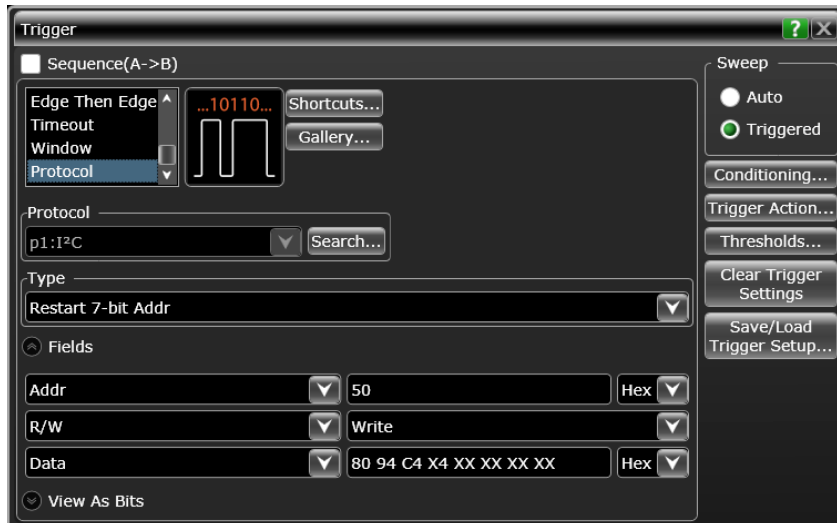 Trigger ? X
Sequence(A->B)
Edge Then Edge
Timeout
Window
Protocol
...10110...
Shortcuts...
Gallery...
Protocol
p1:I²C
Search...
Type
Restart 7-bit Addr
Fields
Addr 50 Hex
R/W Write
Data 80 94 C4 X4 XX XX XX XX Hex
View As Bits
Sweep
Auto
Triggered
Conditioning...
Trigger Action...
Thresholds...
Clear Trigger
Settings
Save/Load
Trigger Setup...